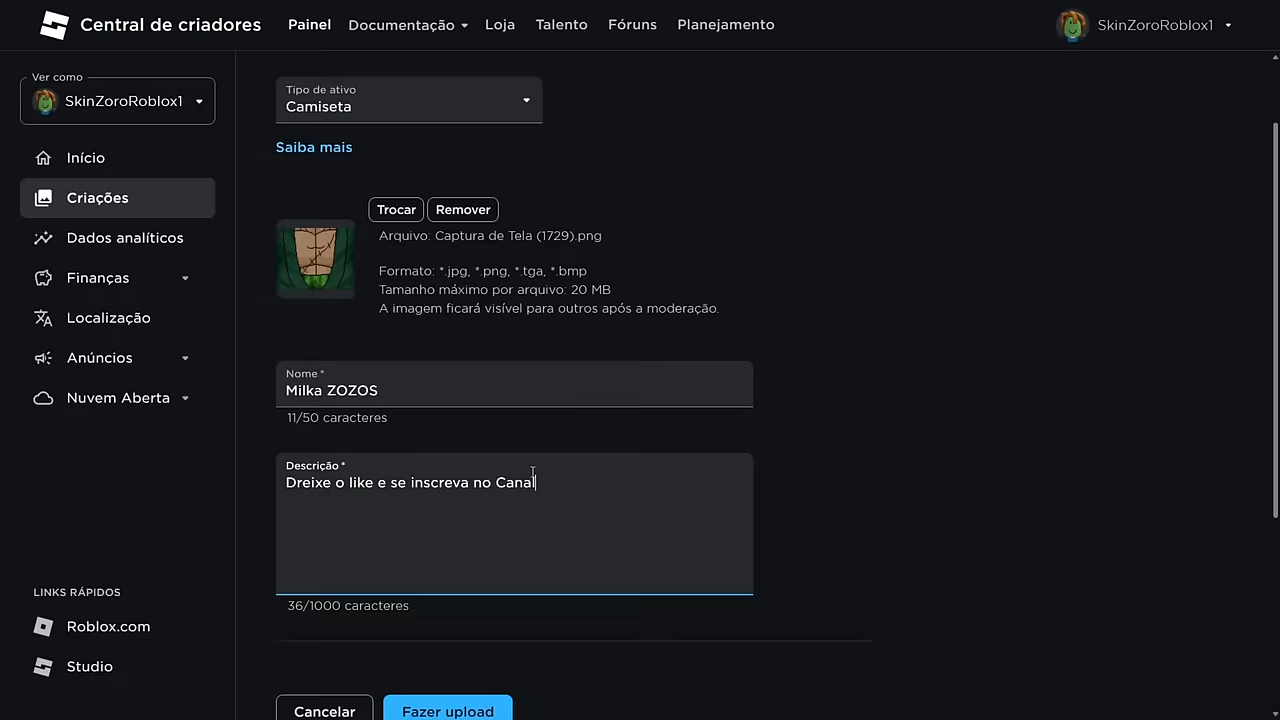 Central de criadores
Painel
Documentação
Loja
Talento
Fóruns
Planejamento
SkinZoroRoblox1
Ver como
SkinZoroRoblox1
Início
Criações
Dados analíticos
Finanças
Localização
Anúncios
Nuvem Aberta
LINKS RÁPIDOS
Roblox.com
Studio
Tipo de ativo
Camiseta
Saiba mais
Trocar
Remover
Arquivo: Captura de Tela (1729).png
Formato: *.jpg, *.png, *.tga, *.bmp
Tamanho máximo por arquivo: 20 MB
A imagem ficará visível para outros após a moderação.
Nome *
Milka ZOZOS
11/50 caracteres
Descrição *
Dreixe o like e se inscreva no Canal
36/1000 caracteres
Cancelar
Fazer upload